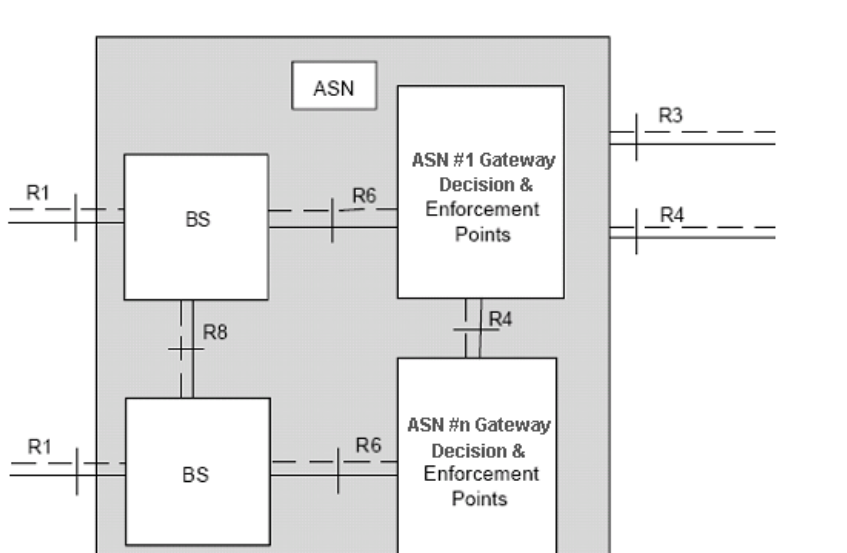 ASN
R3
ASN #1 Gateway
Decision &
Enforcement
Points
R1
R6
BS
R4
R8
R4
ASN #n Gateway
Decision &
Enforcement
Points
R1
R6
BS